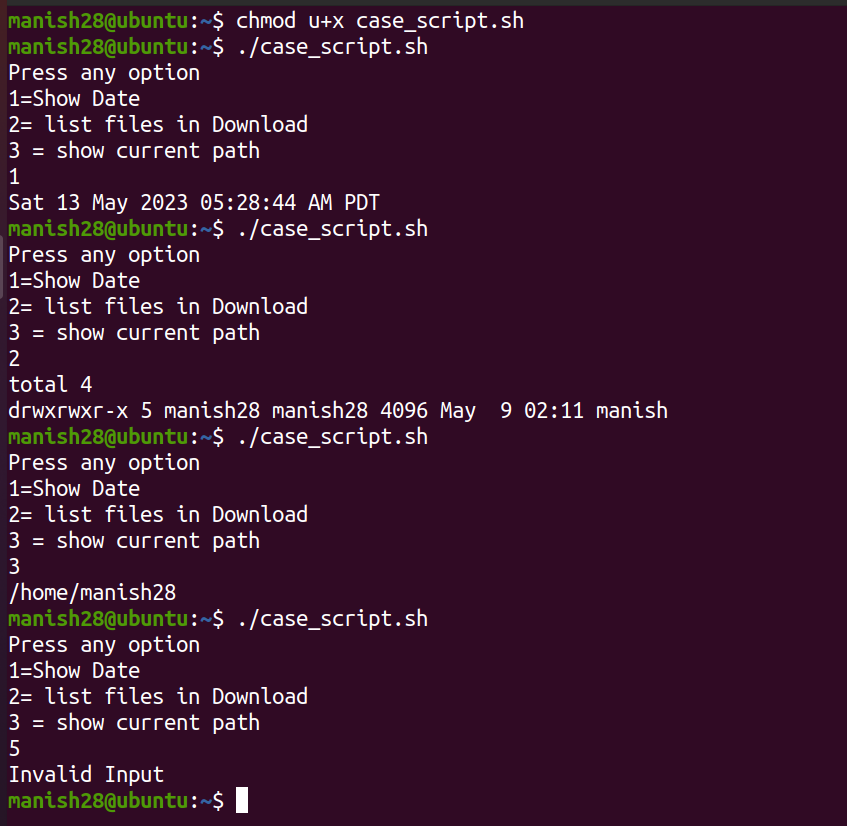 manish28@ubuntu:~$ chmod u+x case_script.sh
manish28@ubuntu:~$ ./case_script.sh
Press any option
1=Show Date
2= list files in Download
3 = show current path
1
Sat 13 May 2023 05:28:44 AM PDT
manish28@ubuntu:~$ ./case_script.sh
Press any option
1=Show Date
2= list files in Download
3 = show current path
2
total 4
drwxrwxr-x 5 manish28 manish28 4096 May  9 02:11 manish
manish28@ubuntu:~$ ./case_script.sh
Press any option
1=Show Date
2= list files in Download
3 = show current path
3
/home/manish28
manish28@ubuntu:~$ ./case_script.sh
Press any option
1=Show Date
2= list files in Download
3 = show current path
5
Invalid Input
manish28@ubuntu:~$